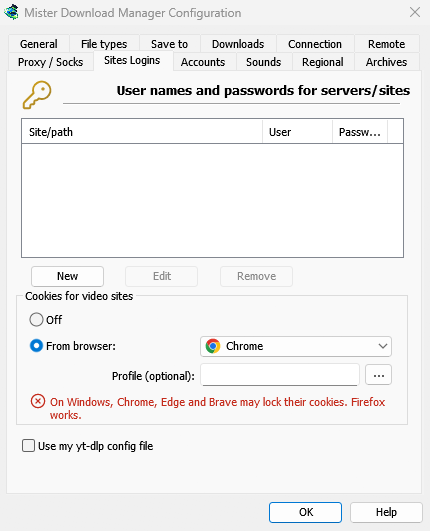 Mister Download Manager Configuration
General File types Save to Downloads Connection Remote
Proxy / Socks Sites Logins Accounts Sounds Regional Archives
User names and passwords for servers/sites
Site/path User Passw...
New Edit Remove
Cookies for video sites
Off
From browser: Chrome
Profile (optional): ...
On Windows, Chrome, Edge and Brave may lock their cookies. Firefox
works.
Use my yt-dlp config file
OK Help